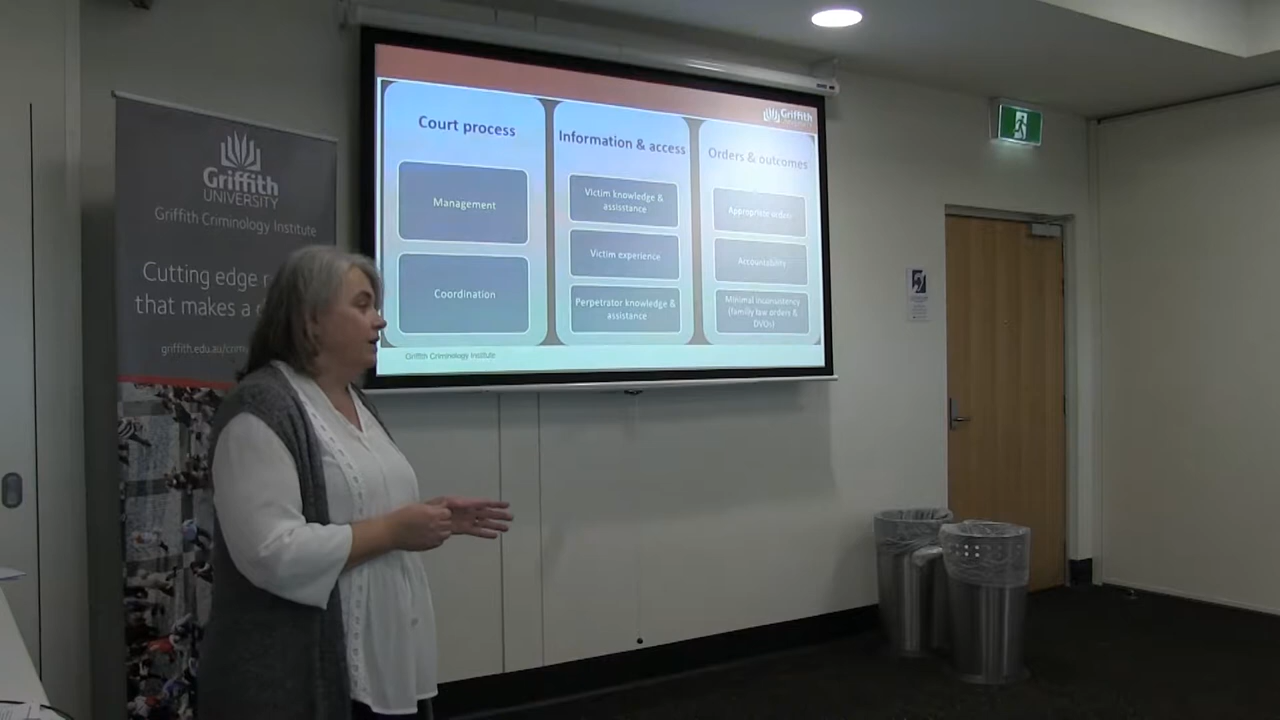 Griffith
UNIVERSITY
Griffith Criminology Institute
Cutting edge
that makes a
griffith.edu.au/crim
Griffith
UNIVERSITY
Court process
Management
Coordination
Information & access
Victim knowledge &
assistance
Victim experience
Perpetrator knowledge &
assistance
Orders & outcomes
Appropriate orders
Accountability
Minimal inconsistency
(family law orders &
DVOs)
Griffith Criminology Institute